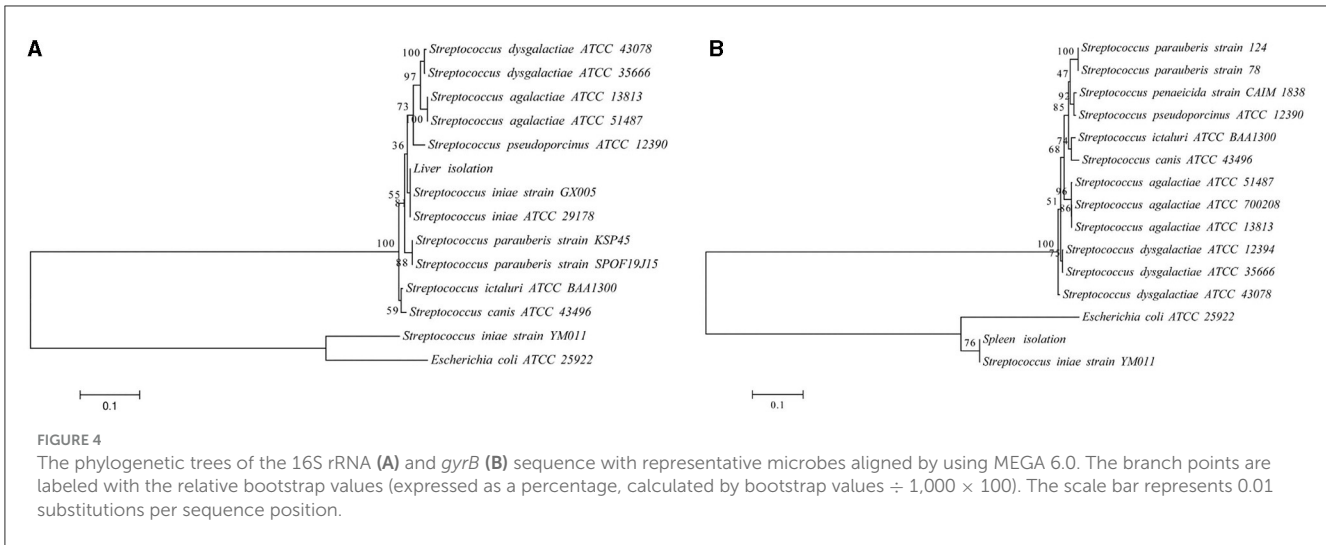 A
100
Streptococcus dysgalactiae ATCC 43078
97
Streptococcus dysgalactiae ATCC 35666
Streptococcus agalactiae ATCC 13813
73
100
Streptococcus agalactiae ATCC 51487
36
Streptococcus pseudoporcinus ATCC 12390
Liver isolation
55
Streptococcus iniae strain GX005
Streptococcus iniae ATCC 29178
100
Streptococcus parauberis strain KSP45
88
Streptococcus parauberis strain SPOF19J15
Streptococcus ictaluri ATCC BAA1300
59
Streptococcus canis ATCC 43496
Streptococcus iniae strain YM011
Escherichia coli ATCC 25922
0.1
B
100
Streptococcus parauberis strain 124
47
Streptococcus parauberis strain 78
92
Streptococcus penaeicida strain CAIM 1838
85
Streptococcus pseudoporcinus ATCC 12390
74
Streptococcus ictaluri ATCC BAA1300
68
Streptococcus canis ATCC 43496
96
Streptococcus agalactiae ATCC 51487
51
86
Streptococcus agalactiae ATCC 700208
Streptococcus agalactiae ATCC 13813
100
75
Streptococcus dysgalactiae ATCC 12394
Streptococcus dysgalactiae ATCC 35666
Streptococcus dysgalactiae ATCC 43078
Escherichia coli ATCC 25922
76
Spleen isolation
Streptococcus iniae strain YM011
0.1
FIGURE 4
The phylogenetic trees of the 16S rRNA (A) and gyrB (B) sequence with representative microbes aligned by using MEGA 6.0. The branch points are
labeled with the relative bootstrap values (expressed as a percentage, calculated by bootstrap values ÷ 1,000 × 100). The scale bar represents 0.01
substitutions per sequence position.